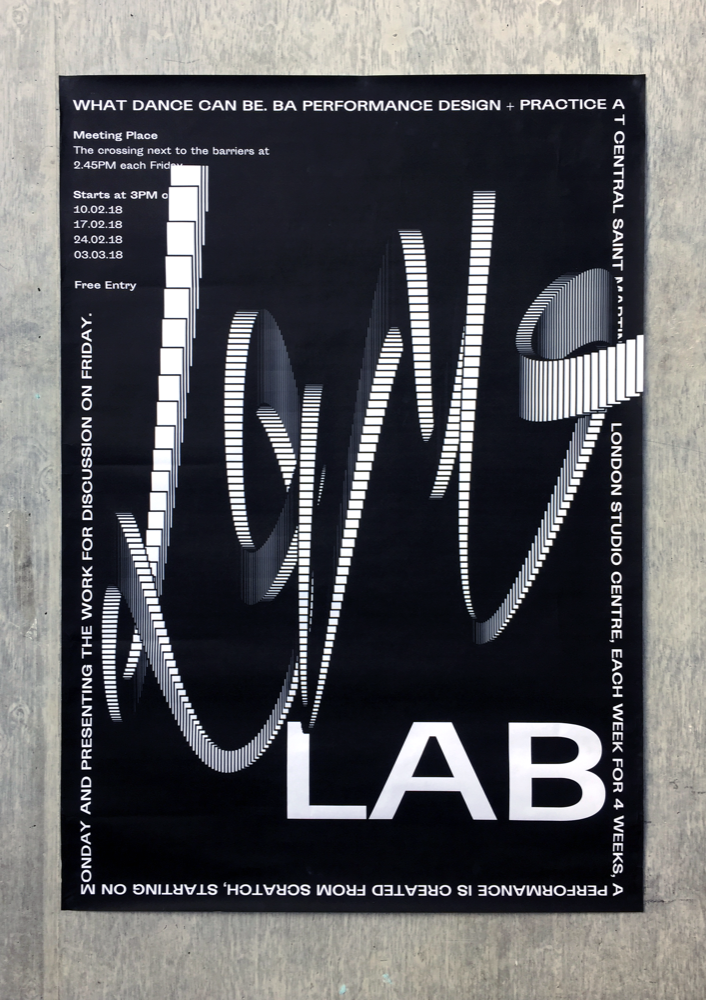 WHAT DANCE CAN BE. BA PERFORMANCE DESIGN + PRACTICE A
T CENTRAL SAINT MARTIN LONDON STUDIO CENTRE, EACH WEEK FOR 4 WEEKS, A
PERFORMANCE IS CREATED FROM SCRATCH, STARTING ON M
ONDAY AND PRESENTING THE WORK FOR DISCUSSION ON FRIDAY.
Meeting Place
The crossing next to the barriers at
2.45PM each Friday
Starts at 3PM
10.02.18
17.02.18
24.02.18
03.03.18
Free Entry
LAB